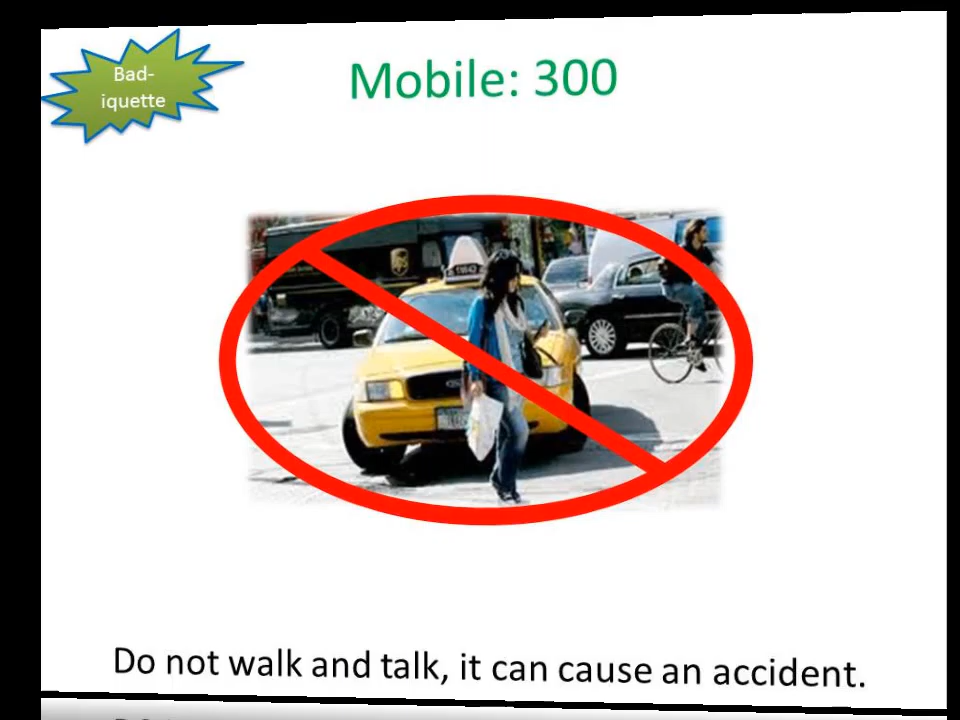 Bad-
iquette
Mobile: 300
Do not walk and talk, it can cause an accident.